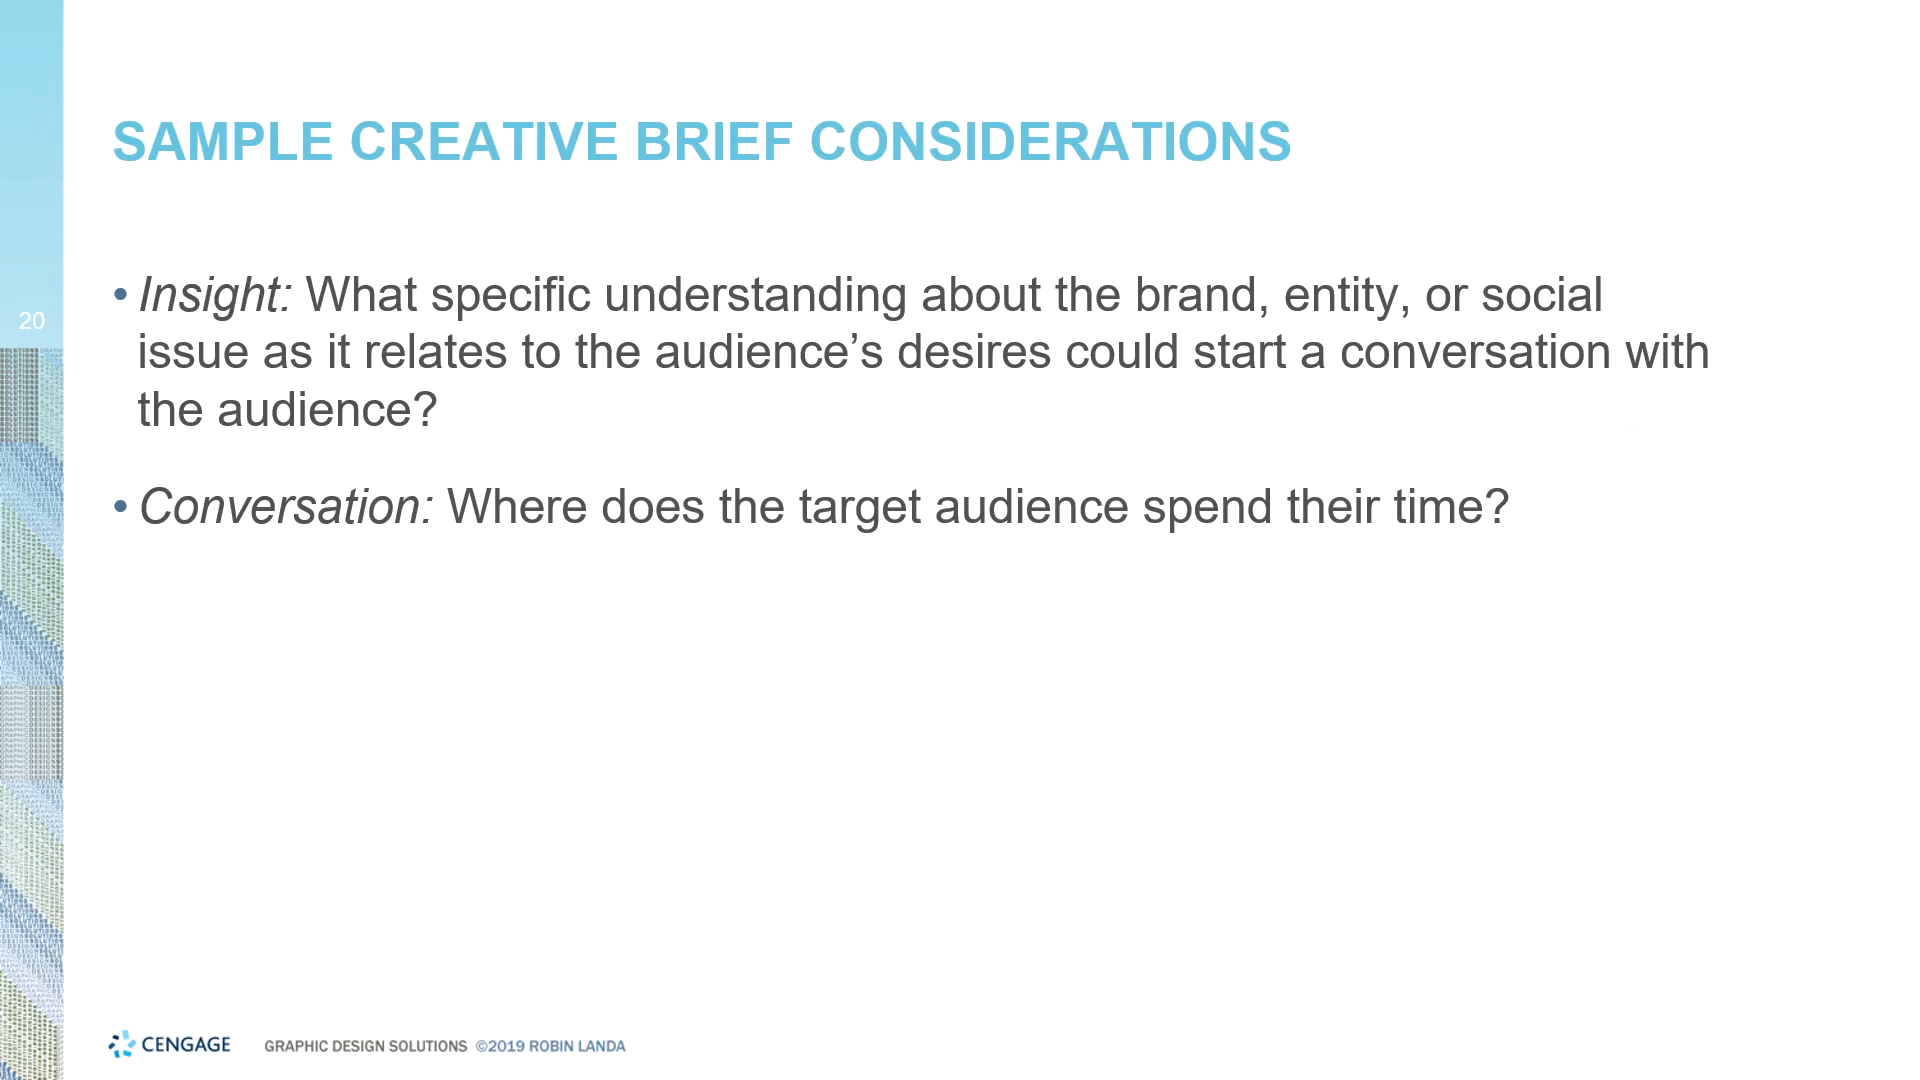 SAMPLE CREATIVE BRIEF CONSIDERATIONS
• Insight: What specific understanding about the brand, entity, or social
issue as it relates to the audience’s desires could start a conversation with
the audience?
20
• Conversation: Where does the target audience spend their time?
CENGAGE GRAPHIC DESIGN SOLUTIONS ©2019 ROBIN LANDA